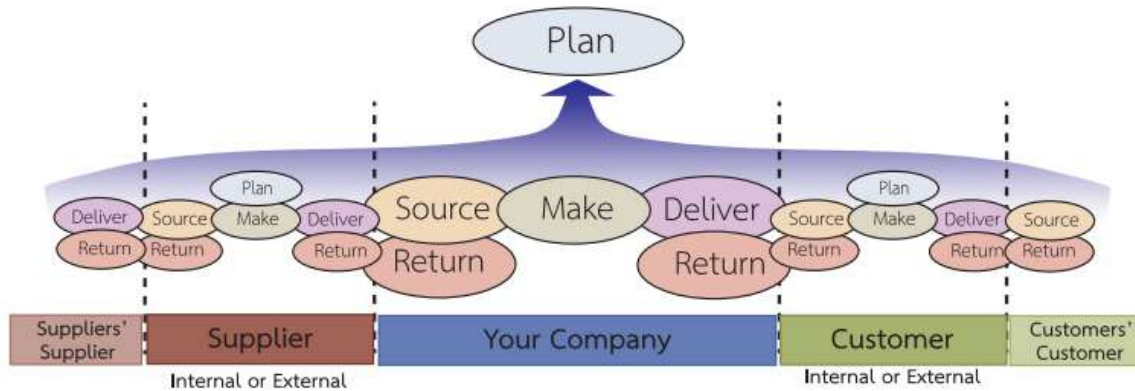 Plan
Plan
Plan
Deliver
Source
Make
Deliver
Source
Make
Deliver
Source
Make
Deliver
Source
Return
Return
Return
Return
Return
Return
Return
Return
Suppliers'
Supplier
Supplier
Your Company
Customer
Customers'
Customer
Internal or External
Internal or External